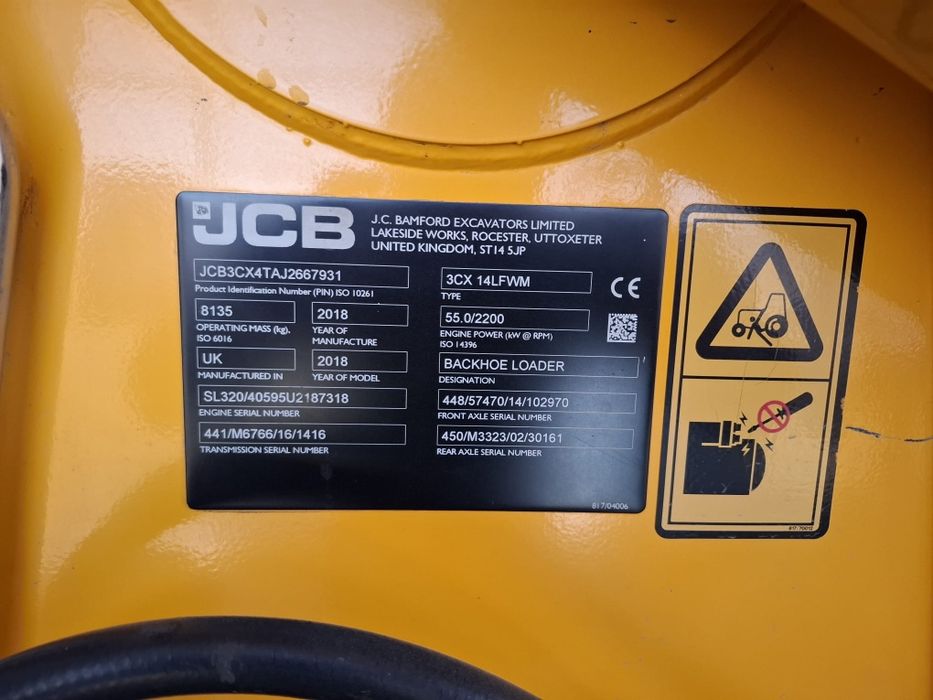 JCB
J.C. BAMFORD EXCAVATORS LIMITED
LAKESIDE WORKS, ROCESTER, UTTOXETER
UNITED KINGDOM, ST14 5JP
JCB3CX4TAJ2667931
Product Identification Number (PIN) ISO 10261
3CX 14LFWM
TYPE
CE
8135
OPERATING MASS (kg),
ISO 6016
2018
YEAR OF
MANUFACTURE
55.0/2200
ENGINE POWER (kW @ RPM)
ISO 14396
UK
MANUFACTURED IN
2018
YEAR OF MODEL
BACKHOE LOADER
DESIGNATION
SL320/40595U2187318
ENGINE SERIAL NUMBER
448/57470/14/102970
FRONT AXLE SERIAL NUMBER
441/M6766/16/1416
TRANSMISSION SERIAL NUMBER
450/M3323/02/30161
REAR AXLE SERIAL NUMBER
817/04006
817/70012